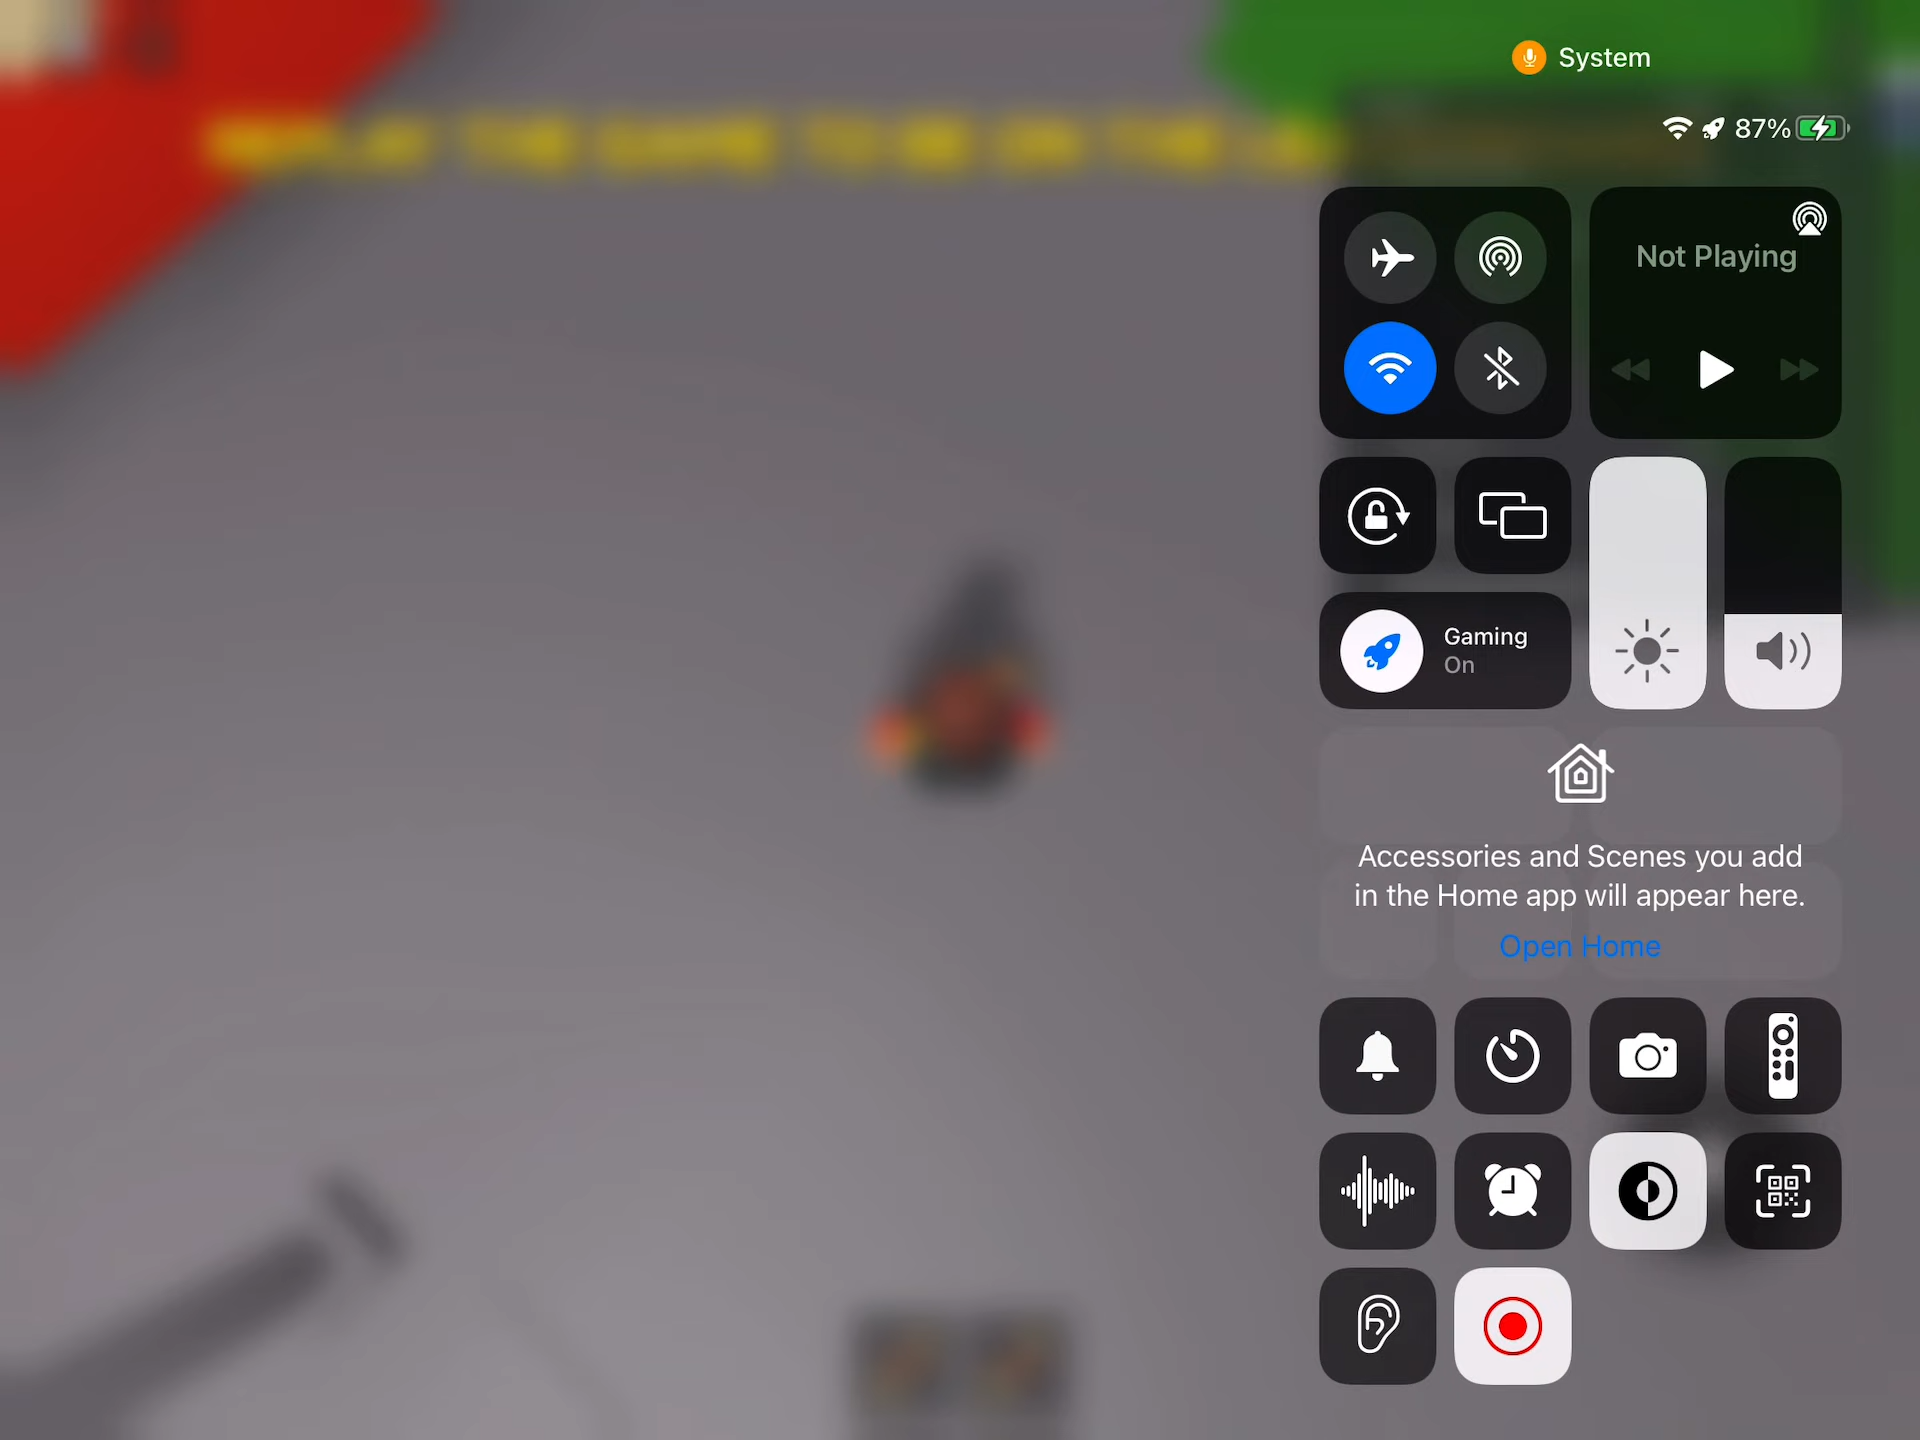 System
87%
Not Playing
Gaming
On
Accessories and Scenes you add
in the Home app will appear here.
Open Home